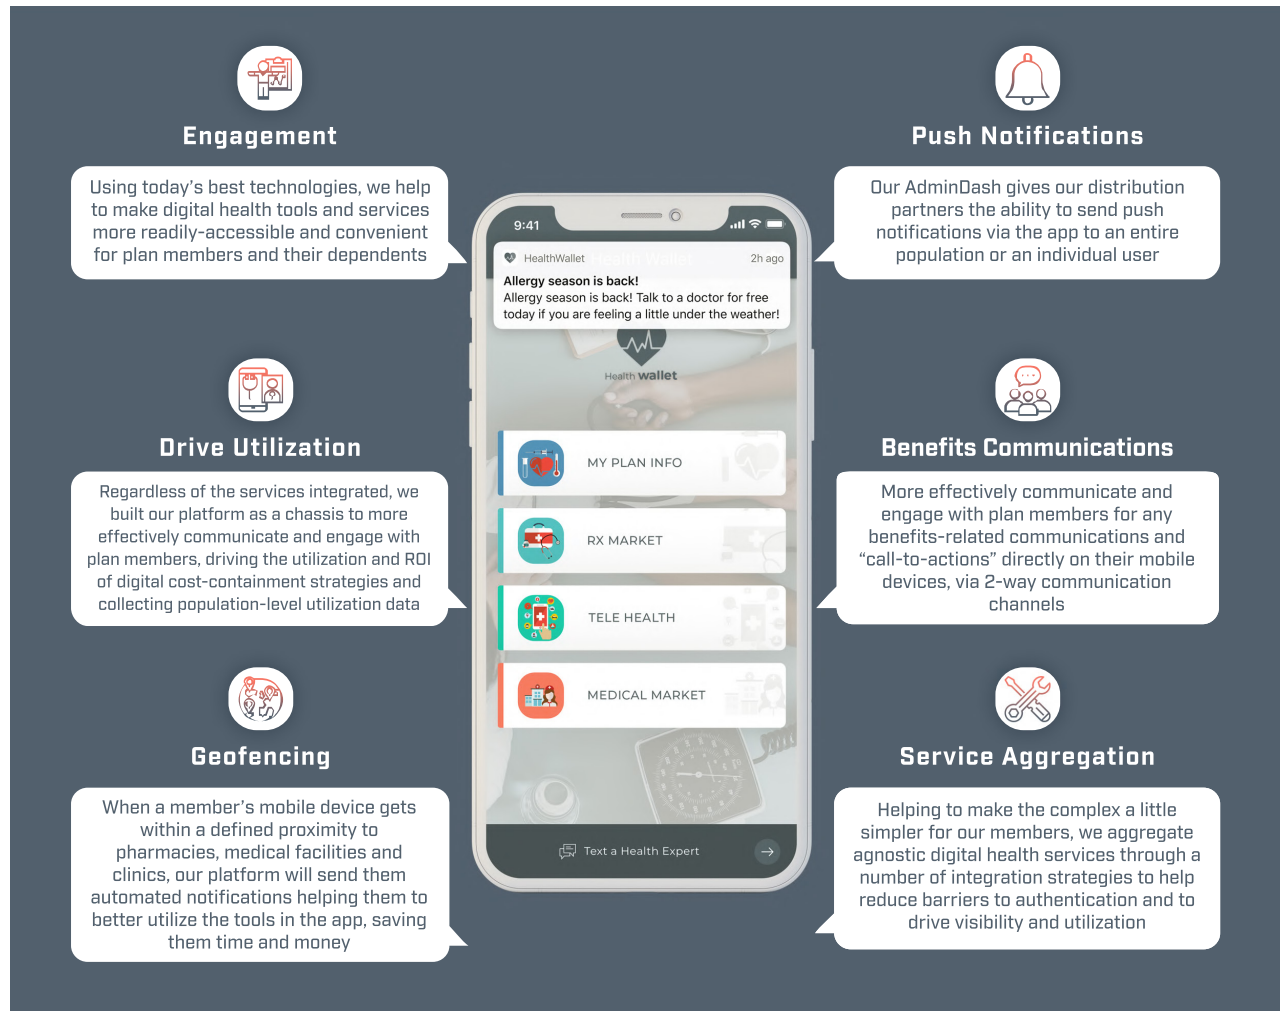 Engagement
Using today's best technologies, we help
to make digital health tools and services
more readily-accessible and convenient
for plan members and their dependents
Drive Utilization
Regardless of the services integrated, we
built our platform as a chassis to more
effectively communicate and engage with
plan members, driving the utilization and ROI
of digital cost-containment strategies and
collecting population-level utilization data
Geofencing
When a member's mobile device gets
within a defined proximity to
pharmacies, medical facilities and
clinics, our platform will send them
automated notifications helping them to
better utilize the tools in the app, saving
them time and money
9:41
HealthWallet Health Wallet 2h ago
Allergy season is back!
Allergy season is back! Talk to a doctor for free
today if you are feeling a little under the weather!
Health wallet
MY PLAN INFO
RX MARKET
TELE HEALTH
MEDICAL MARKET
Text a Health Expert
Push Notifications
Our AdminDash gives our distribution
partners the ability to send push
notifications via the app to an entire
population or an individual user
Benefits Communications
More effectively communicate and
engage with plan members for any
benefits-related communications and
“call-to-actions” directly on their mobile
devices, via 2-way communication
channels
Service Aggregation
Helping to make the complex a little
simpler for our members, we aggregate
agnostic digital health services through a
number of integration strategies to help
reduce barriers to authentication and to
drive visibility and utilization